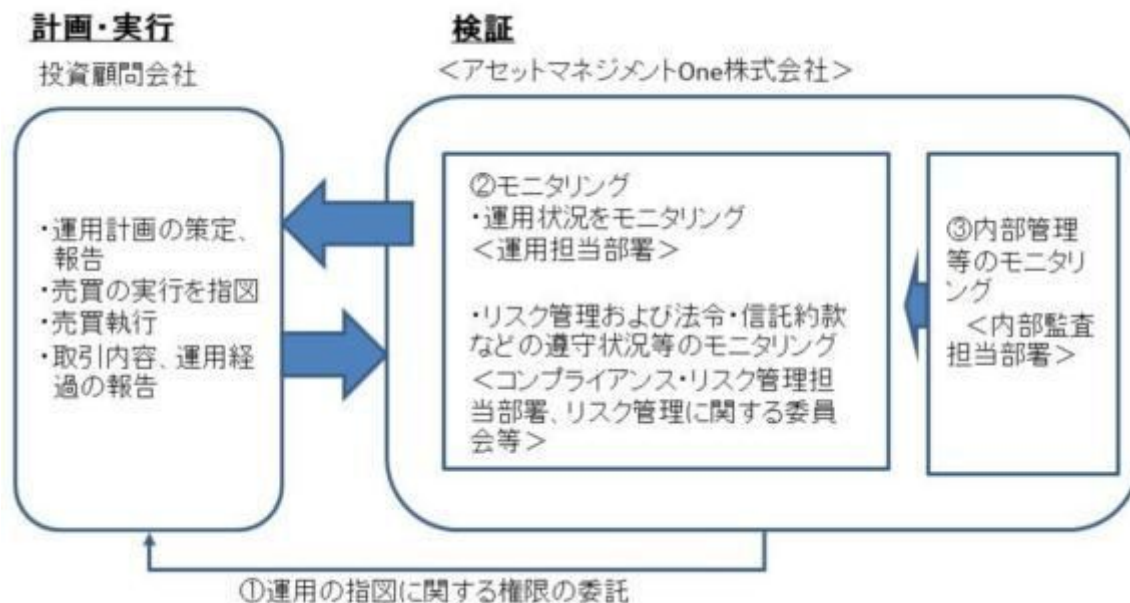 計画・実行
投資顧問会社
・運用計画の策定、
報告
・売買の実行を指図
・売買執行
・取引内容、運用経
過の報告
検証
＜アセットマネジメントOne株式会社＞
②モニタリング
・運用状況をモニタリング
＜運用担当部署＞
・リスク管理および法令・信託約款
などの遵守状況等のモニタリング
＜コンプライアンス・リスク管理担
当部署、リスク管理に関する委員
会等＞
③内部管理
等のモニタリ
ング
＜内部監査
担当部署＞
①運用の指図に関する権限の委託